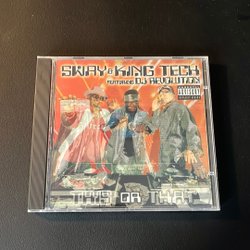 SWAY & KING TECH
FEATURING DJ REVOLUTION
THIS OR THAT